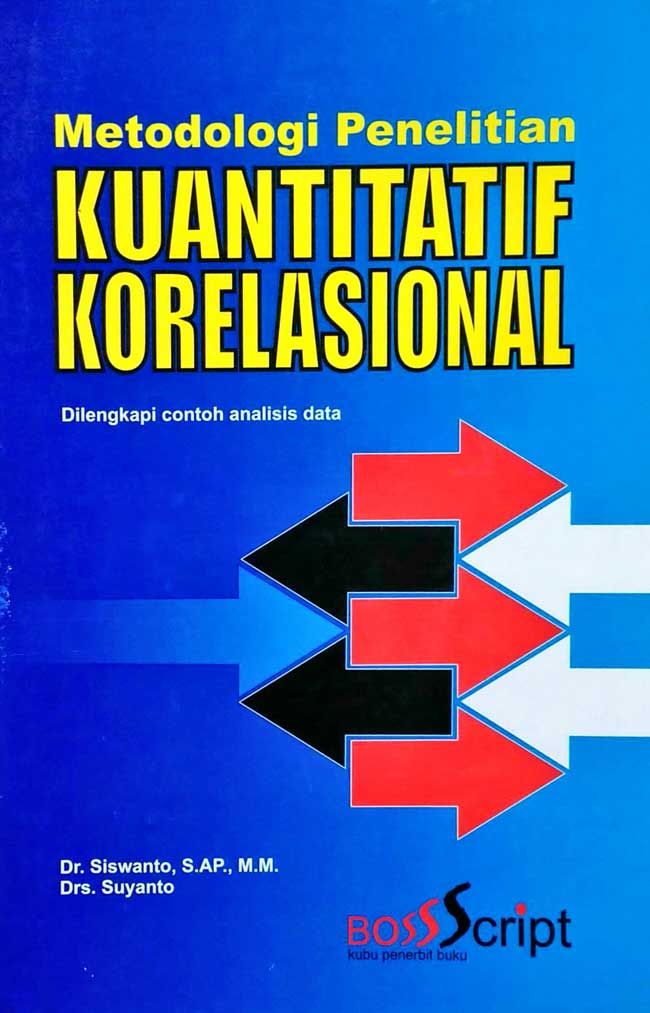 Metodologi Penelitian
KUANTITATIF
KORELASIONAL
Dilengkapi contoh analisis data
Dr. Siswanto, S.AP., M.M.
Drs. Suyanto
BOSSSCript
kubu penerbit buku